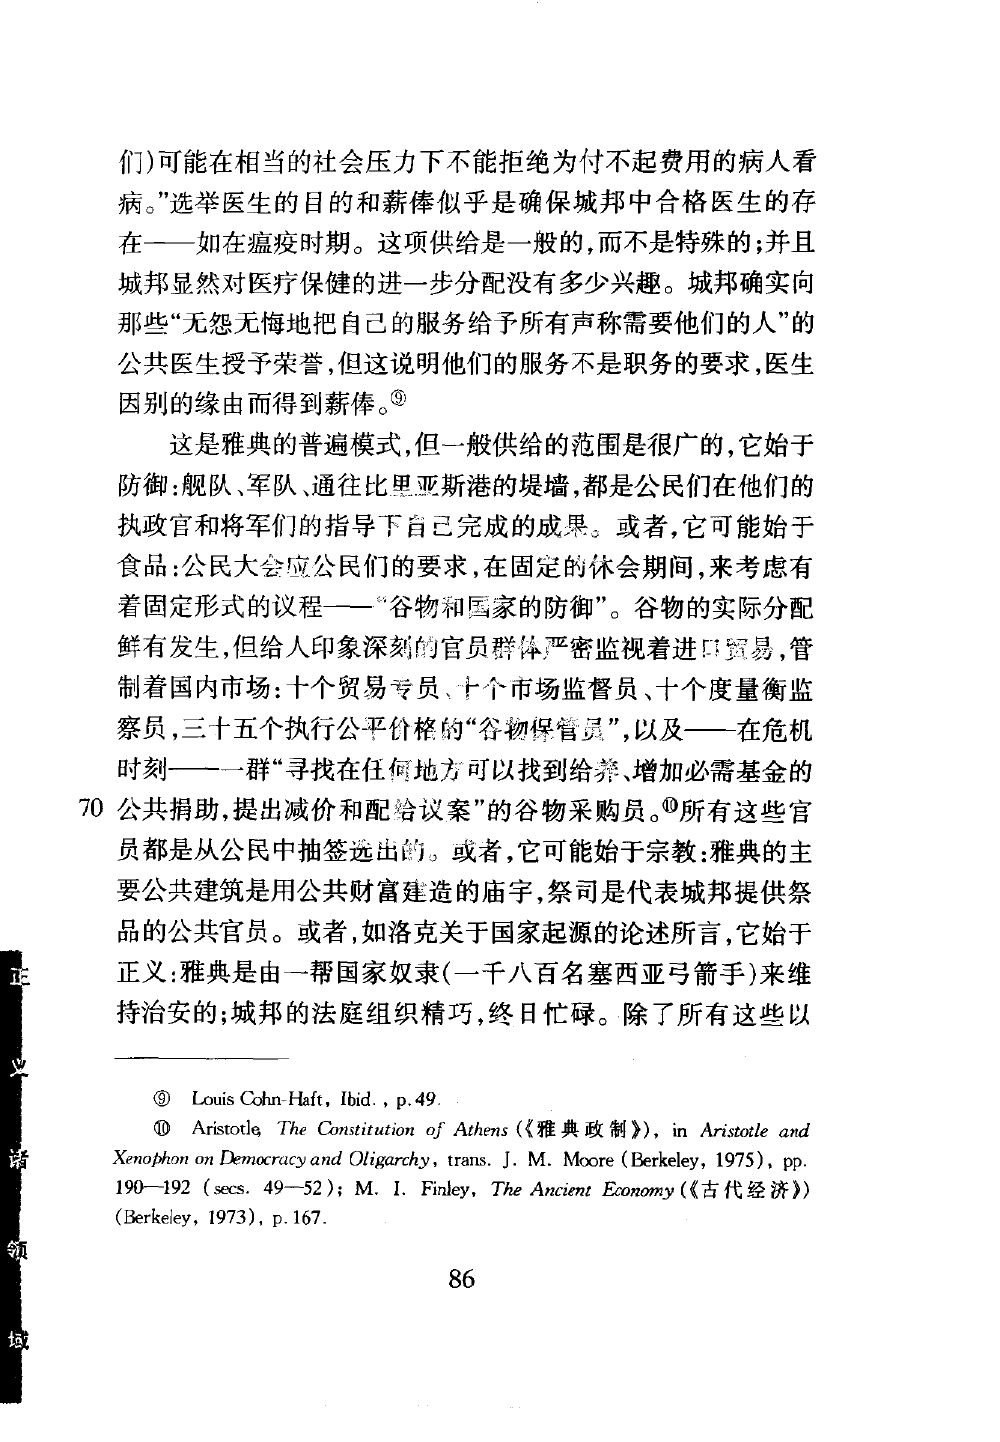 们)可能在相当的社会压力下不能拒绝为付不起费用的病人看
病。”选举医生的目的和薪俸似乎是确保城邦中合格医生的存
在——如在瘟疫时期。这项供给是一般的,而不是特殊的;并且
城邦显然对医疗保健的进一步分配没有多少兴趣。城邦确实向
那些“无怨无悔地把自己的服务给予所有声称需要他们的人”的
公共医生授予荣誉,但这说明他们的服务不是职务的要求,医生
因别的缘由而得到薪俸。⑨
这是雅典的普遍模式,但一般供给的范围是很广的,它始于
防御:舰队、军队、通往比里亚斯港的堤墙,都是公民们在他们的
执政官和将军们的指导下自己完成的成果。或者,它可能始于
食品:公民大会应公民们的要求,在固定的休会期间,来考虑有
着固定形式的议程——“谷物和国家的防御”。谷物的实际分配
鲜有发生,但给人印象深刻的官员群体严密监视着进口贸易,管
制着国内市场:十个贸易专员、十个市场监督员、十个度量衡监
察员,三十五个执行公平价格的“谷物保管员”,以及——在危机
时刻——一群“寻找在任何地方可以找到给养、增加必需基金的
70 公共捐助,提出减价和配给议案”的谷物采购员。⑩所有这些官
员都是从公民中抽签选出的。或者,它可能始于宗教:雅典的主
要公共建筑是用公共财富建造的庙宇,祭司是代表城邦提供祭
品的公共官员。或者,如洛克关于国家起源的论述所言,它始于
正义:雅典是由一帮国家奴隶(一千八百名塞西亚弓箭手)来维
持治安的;城邦的法庭组织精巧,终日忙碌。除了所有这些以
⑨ Louis Cohn-Haft, Ibid. , p.49.
⑩ Aristotle, The Constitution of Athens (《雅典政制》), in Aristotle and
Xenophon on Democracy and Oligarchy, trans. J. M. Moore (Berkeley, 1975), pp.
190—192 (secs. 49—52); M. I. Finley, The Ancient Economy (《古代经济》)
(Berkeley, 1973), p.167.
86
正
义
诸
领
域